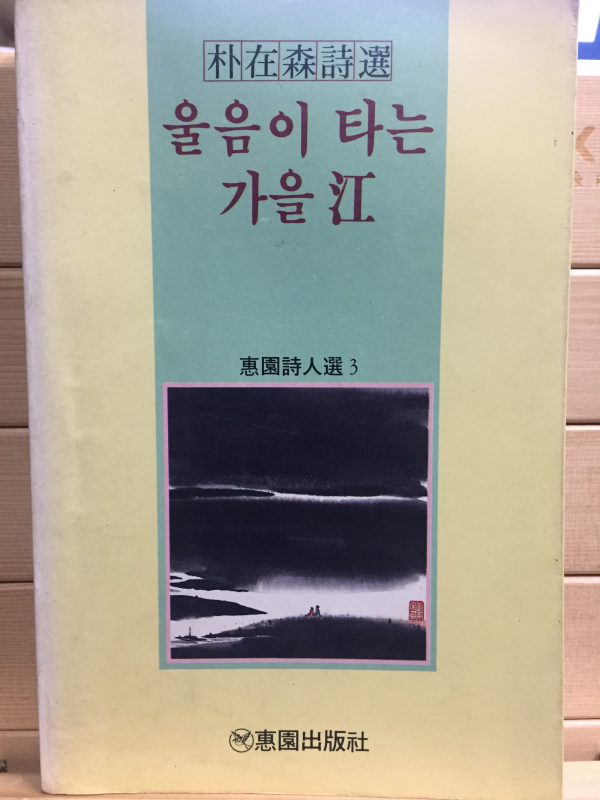 朴在森詩選
울음이 타는
가을 江
惠園詩人選 3
惠園出版社